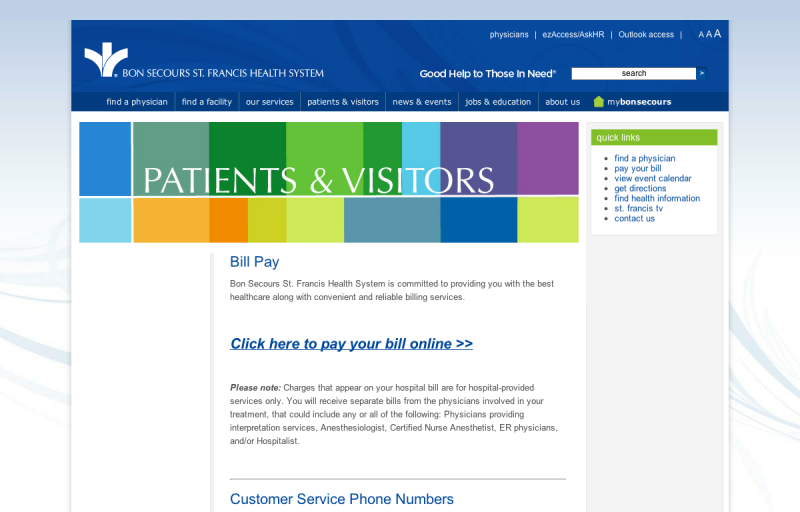 physicians | ezAccess/AskHR | Outlook access | A A A
BON SECOURS ST. FRANCIS HEALTH SYSTEM
Good Help to Those in Need®
search
>
find a physician | find a facility | our services | patients & visitors | news & events | jobs & education | about us
mybonsecours
PATIENTS & VISITORS
quick links
find a physician
pay your bill
view event calendar
get directions
find health information
st. francis tv
contact us
Bill Pay
Bon Secours St. Francis Health System is committed to providing you with the best
healthcare along with convenient and reliable billing services.
Click here to pay your bill online >>
Please note: Charges that appear on your hospital bill are for hospital-provided
services only. You will receive separate bills from the physicians involved in your
treatment, that could include any or all of the following: Physicians providing
interpretation services, Anesthesiologist, Certified Nurse Anesthetist, ER physicians,
and/or Hospitalist.
Customer Service Phone Numbers